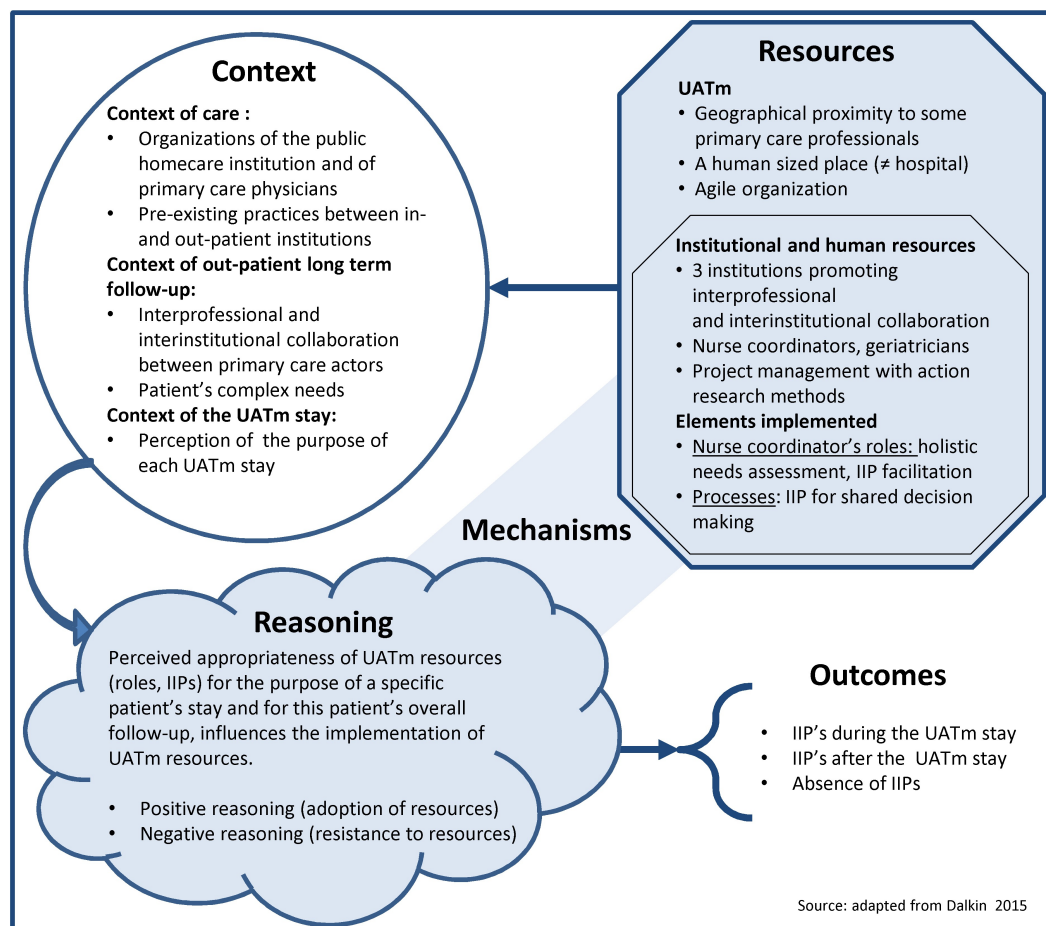 Context
Context of care :
• Organizations of the public
homecare institution and of
primary care physicians
• Pre-existing practices between in-
and out-patient institutions
Context of out-patient long term
follow-up:
• Interprofessional and
interinstitutional collaboration
between primary care actors
• Patient's complex needs
Context of the UATm stay:
• Perception of the purpose of
each UATm stay
Resources
UATm
• Geographical proximity to some
primary care professionals
• A human sized place (≠ hospital)
• Agile organization
Institutional and human resources
• 3 institutions promoting
interprofessional
and interinstitutional collaboration
• Nurse coordinators, geriatricians
• Project management with action
research methods
Elements implemented
• Nurse coordinator's roles: holistic
needs assessment, IIP facilitation
• Processes: IIP for shared decision
making
Mechanisms
Reasoning
Perceived appropriateness of UATm resources
(roles, IIPs) for the purpose of a specific
patient's stay and for this patient's overall
follow-up, influences the implementation of
UATm resources.
• Positive reasoning (adoption of resources)
• Negative reasoning (resistance to resources)
Outcomes
• IIP's during the UATm stay
• IIP's after the UATm stay
• Absence of IIPs
Source: adapted from Dalkin 2015